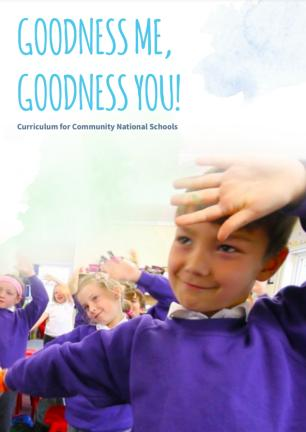 GOODNESS ME,
GOODNESS YOU!
Curriculum for Community National Schools